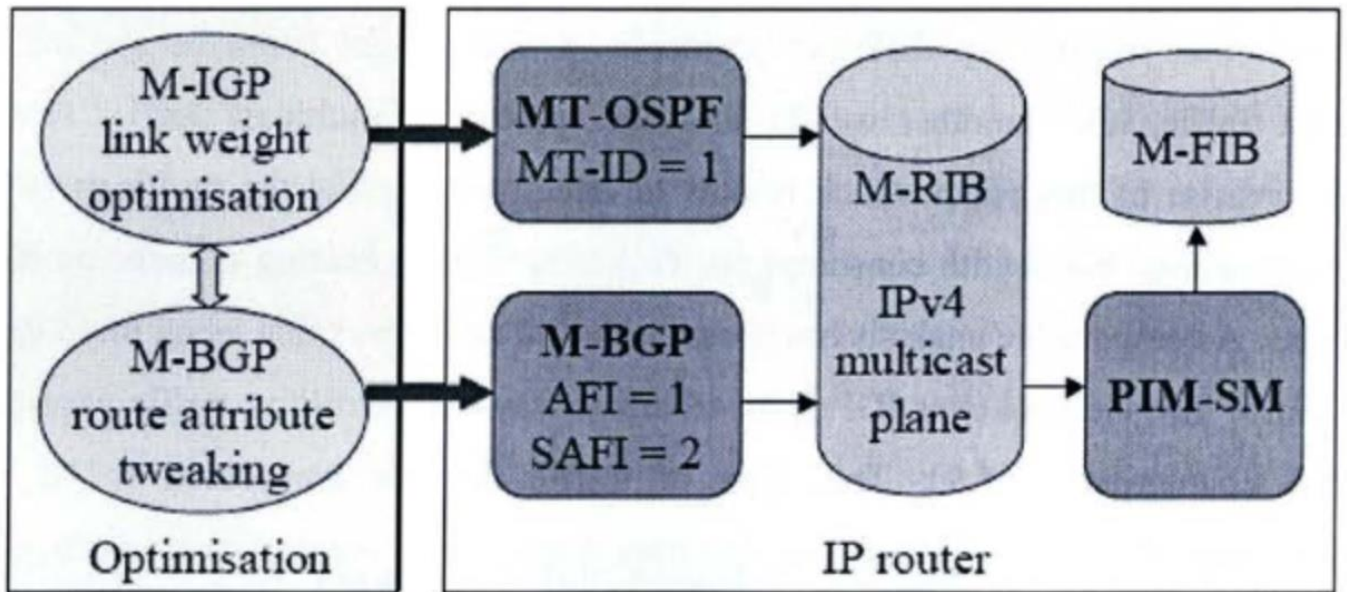 M-IGP
link weight
optimisation
M-BGP
route attribute
tweaking
Optimisation
MT-OSPF
MT-ID = 1
M-BGP
AFI = 1
SAFI = 2
M-RIB
IPv4
multicast
plane
M-FIB
PIM-SM
IP router